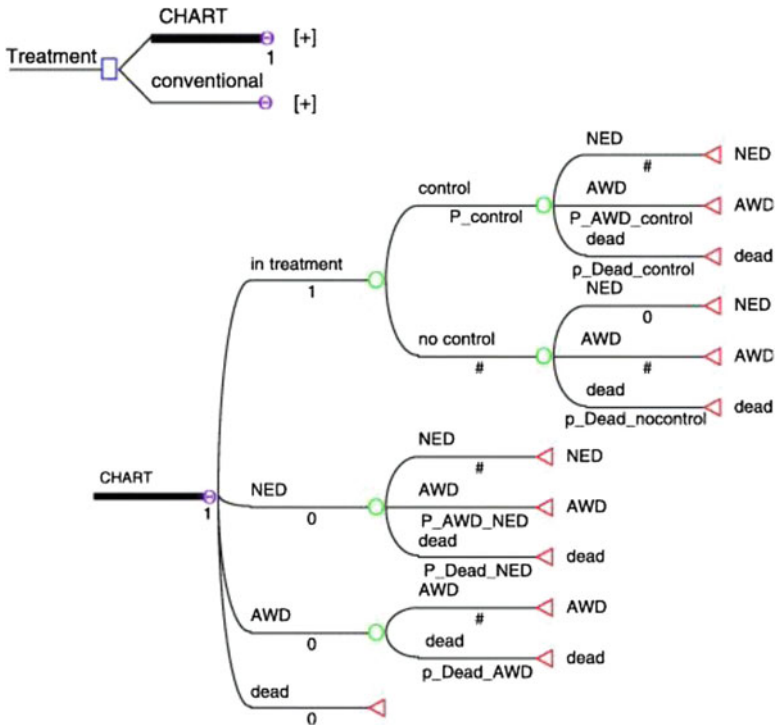 CHART
[+]
1
Treatment
conventional
[+]
NED
NED
#
control
AWD
AWD
P_control
P_AWD_control
dead
dead
in treatment
p_Dead_control
1
NED
NED
0
no control
AWD
AWD
#
#
dead
dead
p_Dead_nocontrol
NED
NED
#
CHART
NED
AWD
AWD
1
0
P_AWD_NED
dead
dead
P_Dead_NED
AWD
AWD
AWD
#
0
dead
dead
p_Dead_AWD
dead
0